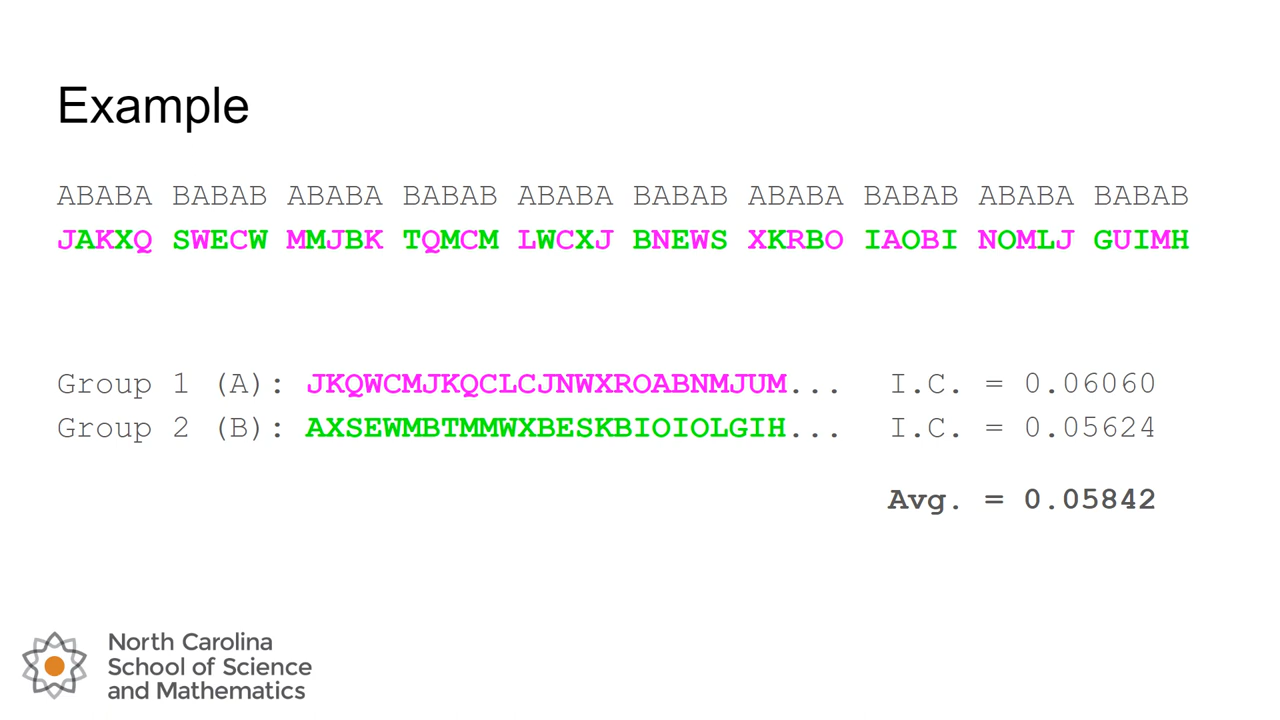 Example
ABABA BABAB ABABA BABAB ABABA BABAB ABABA BABAB ABABA BABAB
JAKXQ SWECW MMJBK TQMCM LWCXJ BNEWS XKRBO IAOBI NOMLJ GUIMH
Group 1 (A): JKQWCMJKQCLCJNWXROABNMJUM... I.C. = 0.06060
Group 2 (B): AXSEWMBTMMWXBESKBIOIOLGIH... I.C. = 0.05624
Avg. = 0.05842
North Carolina
School of Science
and Mathematics